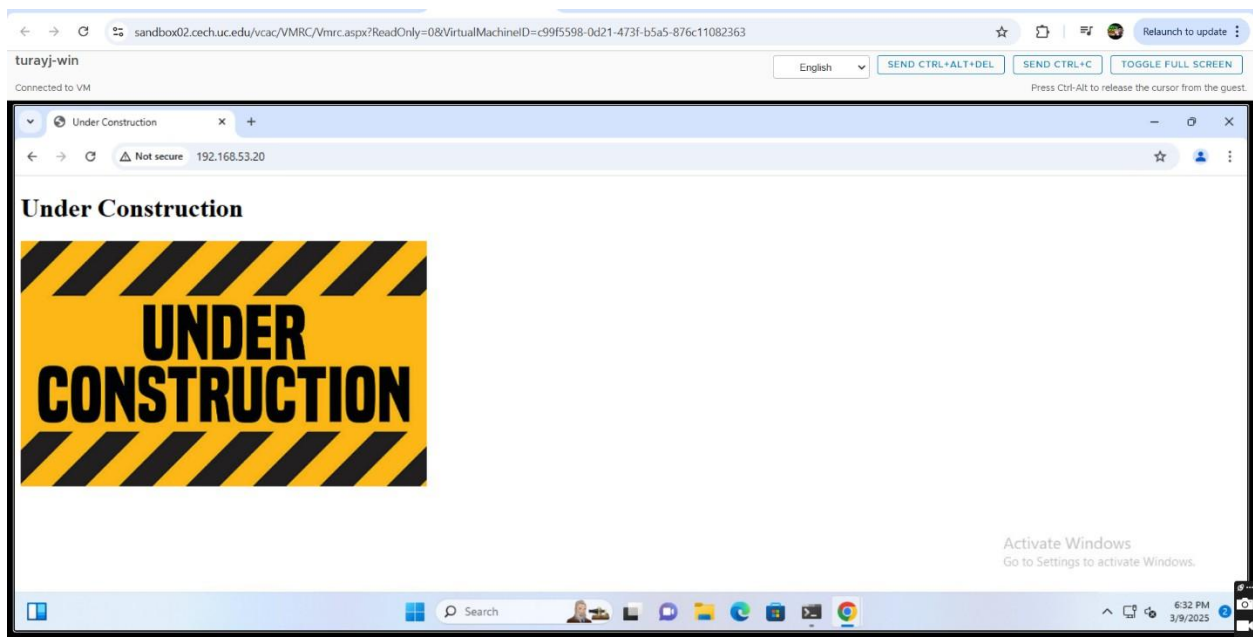 sandbox02.cech.uc.edu/vcac/VMRC/Vmrc.aspx?ReadOnly=0&VirtualMachineID=c99f5598-0d21-473f-b5a5-876c11082363 Relaunch to update
turayj-win English SEND CTRL+ALT+DEL SEND CTRL+C TOGGLE FULL SCREEN
Connected to VM Press Ctrl-Alt to release the cursor from the guest.
Under Construction
Not secure 192.168.53.20
Under Construction
UNDER
CONSTRUCTION
Activate Windows
Go to Settings to activate Windows.
Search 6:32 PM
3/9/2025 2